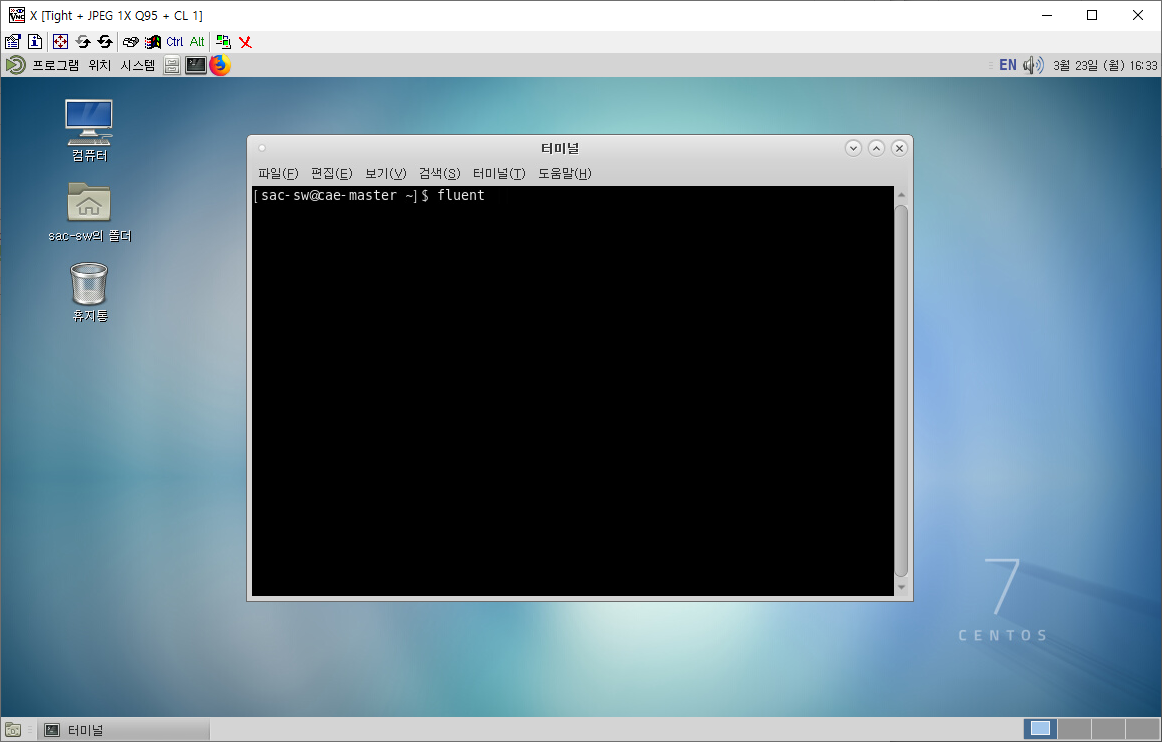 X [Tight + JPEG 1X Q95 + CL 1]
Ctrl Alt
프로그램 위치 시스템 EN 3월 23일 (월) 16:33
컴퓨터
sac-sw의 폴더
휴지통
터미널
파일(F) 편집(E) 보기(V) 검색(S) 터미널(T) 도움말(H)
[sac-sw@cae-master ~]$ fluent
7
CENTOS
터미널